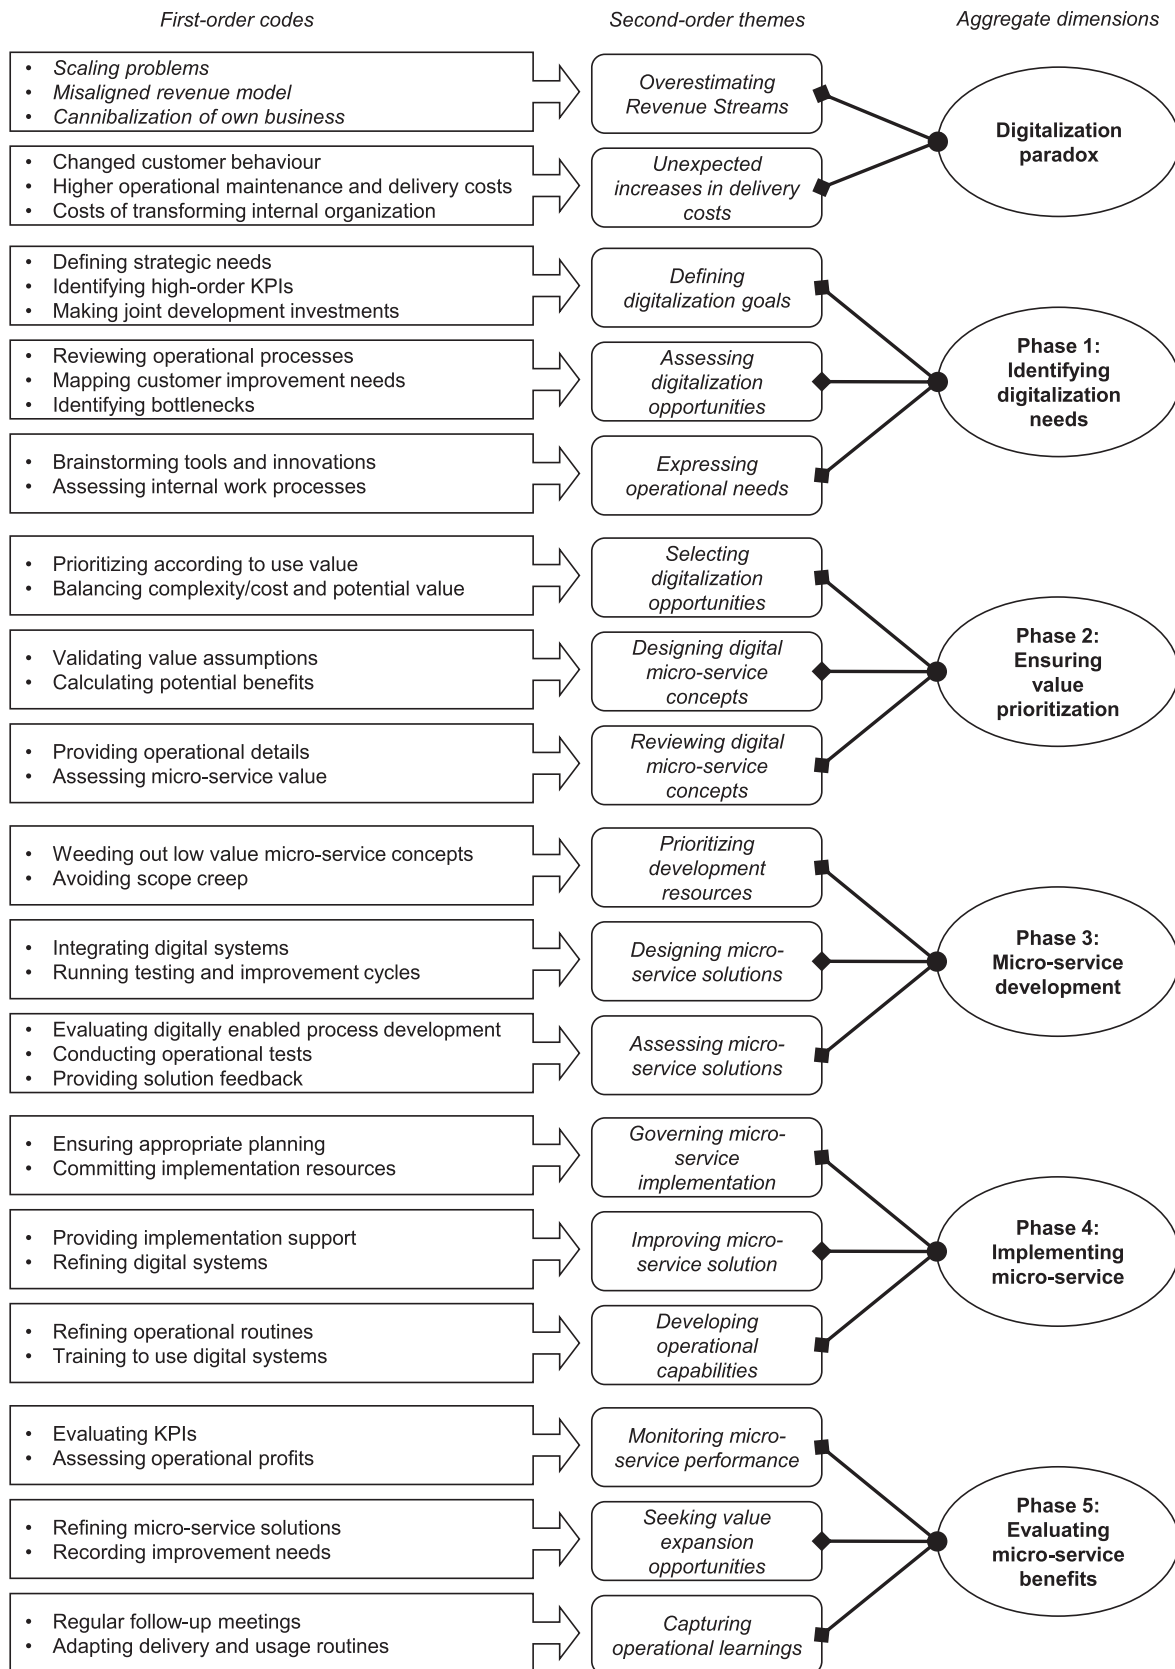 First-order codes
Second-order themes
Aggregate dimensions
• Scaling problems
• Misaligned revenue model
• Cannibalization of own business
Overestimating
Revenue Streams
• Changed customer behaviour
• Higher operational maintenance and delivery costs
• Costs of transforming internal organization
Unexpected
increases in delivery
costs
Digitalization
paradox
• Defining strategic needs
• Identifying high-order KPIs
• Making joint development investments
Defining
digitalization goals
• Reviewing operational processes
• Mapping customer improvement needs
• Identifying bottlenecks
Assessing
digitalization
opportunities
• Brainstorming tools and innovations
• Assessing internal work processes
Expressing
operational needs
Phase 1:
Identifying
digitalization
needs
• Prioritizing according to use value
• Balancing complexity/cost and potential value
Selecting
digitalization
opportunities
• Validating value assumptions
• Calculating potential benefits
Designing digital
micro-service
concepts
• Providing operational details
• Assessing micro-service value
Reviewing digital
micro-service
concepts
Phase 2:
Ensuring
value
prioritization
• Weeding out low value micro-service concepts
• Avoiding scope creep
Prioritizing
development
resources
• Integrating digital systems
• Running testing and improvement cycles
Designing micro-
service solutions
• Evaluating digitally enabled process development
• Conducting operational tests
• Providing solution feedback
Assessing micro-
service solutions
Phase 3:
Micro-service
development
• Ensuring appropriate planning
• Committing implementation resources
Governing micro-
service
implementation
• Providing implementation support
• Refining digital systems
Improving micro-
service solution
• Refining operational routines
• Training to use digital systems
Developing
operational
capabilities
Phase 4:
Implementing
micro-service
• Evaluating KPIs
• Assessing operational profits
Monitoring micro-
service performance
• Refining micro-service solutions
• Recording improvement needs
Seeking value
expansion
opportunities
• Regular follow-up meetings
• Adapting delivery and usage routines
Capturing
operational learnings
Phase 5:
Evaluating
micro-service
benefits